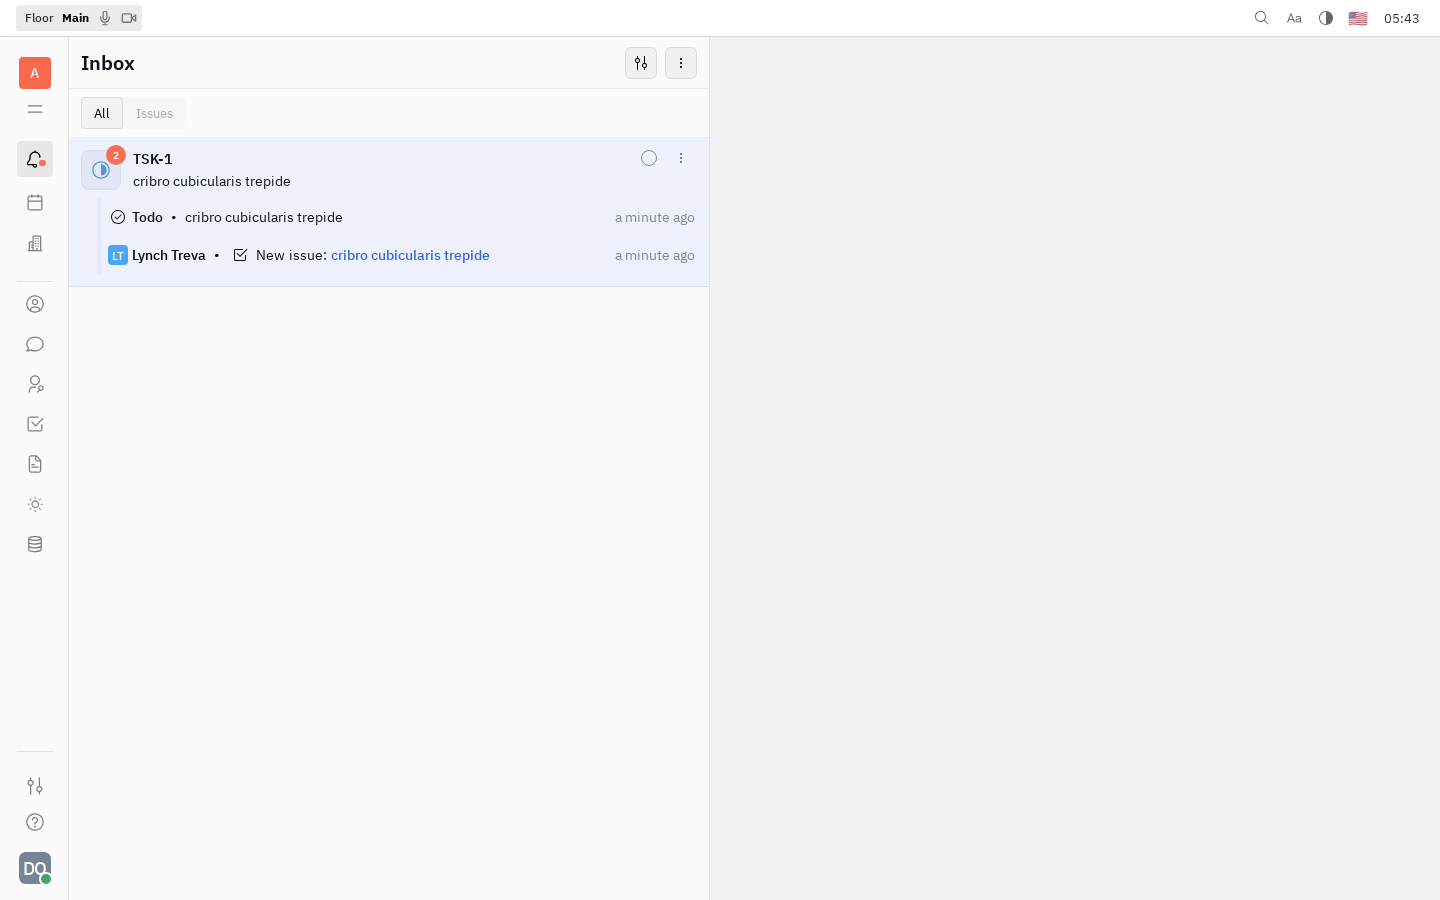 Floor Main
Aa
05:43
A
Inbox
All
Issues
2
TSK-1
cribro cubicularis trepide
Todo • cribro cubicularis trepide
a minute ago
LT Lynch Treva • New issue: cribro cubicularis trepide
a minute ago
DO